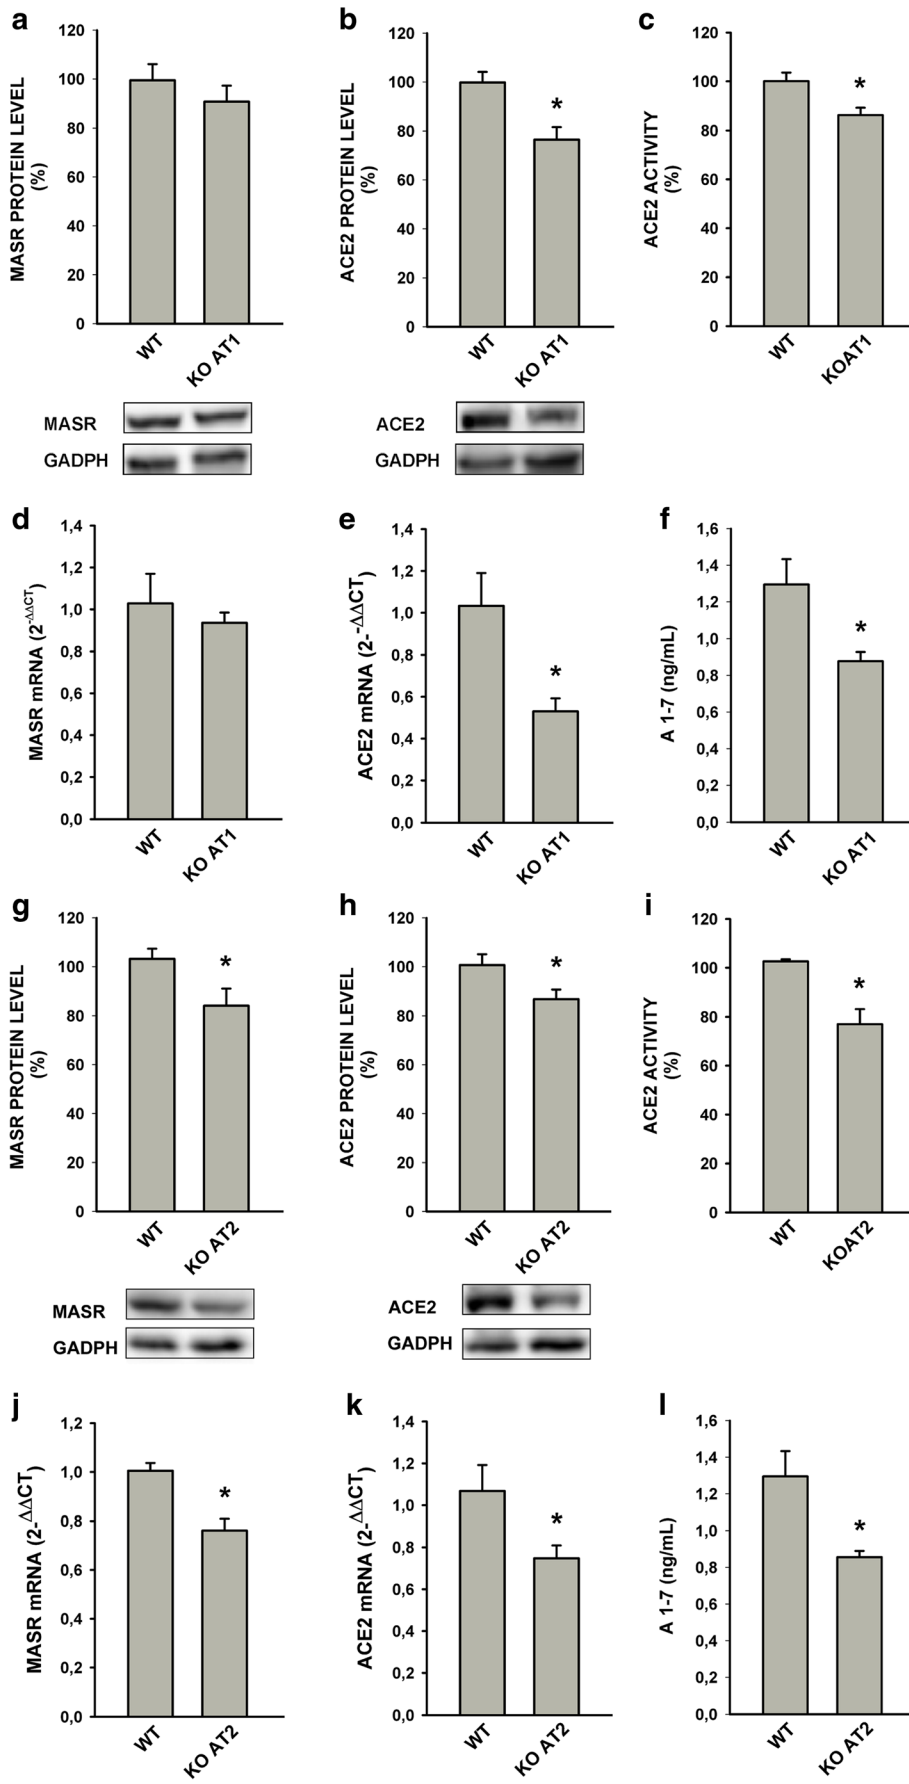 a
MASR PROTEIN LEVEL
(%)
120
100
80
60
40
20
0
WT
KO AT1
MASR
GADPH
b
ACE2 PROTEIN LEVEL
(%)
120
100
80
60
40
20
0
*
WT
KO AT1
ACE2
GADPH
c
ACE2 ACTIVITY
(%)
120
100
80
60
40
20
0
*
WT
KOAT1
d
MASR mRNA (2-ΔΔCT)
1,4
1,2
1,0
0,8
0,6
0,4
0,2
0,0
WT
KO AT1
e
ACE2 mRNA (2--ΔΔCT)
1,4
1,2
1,0
0,8
0,6
0,4
0,2
0,0
*
WT
KO AT1
f
A 1-7 (ng/mL)
1,6
1,4
1,2
1,0
0,8
0,6
0,4
0,2
0,0
*
WT
KO AT1
g
MASR PROTEIN LEVEL
(%)
120
100
80
60
40
20
0
*
WT
KO AT2
MASR
GADPH
h
ACE2 PROTEIN LEVEL
(%)
120
100
80
60
40
20
0
*
WT
KO AT2
ACE2
GADPH
i
ACE2 ACTIVITY
(%)
120
100
80
60
40
20
0
*
WT
KOAT2
j
MASR mRNA (2-ΔΔCT)
1,2
1,0
0,8
0,6
0,4
0,2
0,0
*
WT
KO AT2
k
ACE2 mRNA (2-ΔΔCT)
1,4
1,2
1,0
0,8
0,6
0,4
0,2
0,0
*
WT
KO AT2
l
A 1-7 (ng/mL)
1,6
1,4
1,2
1,0
0,8
0,6
0,4
0,2
0,0
*
WT
KO AT2